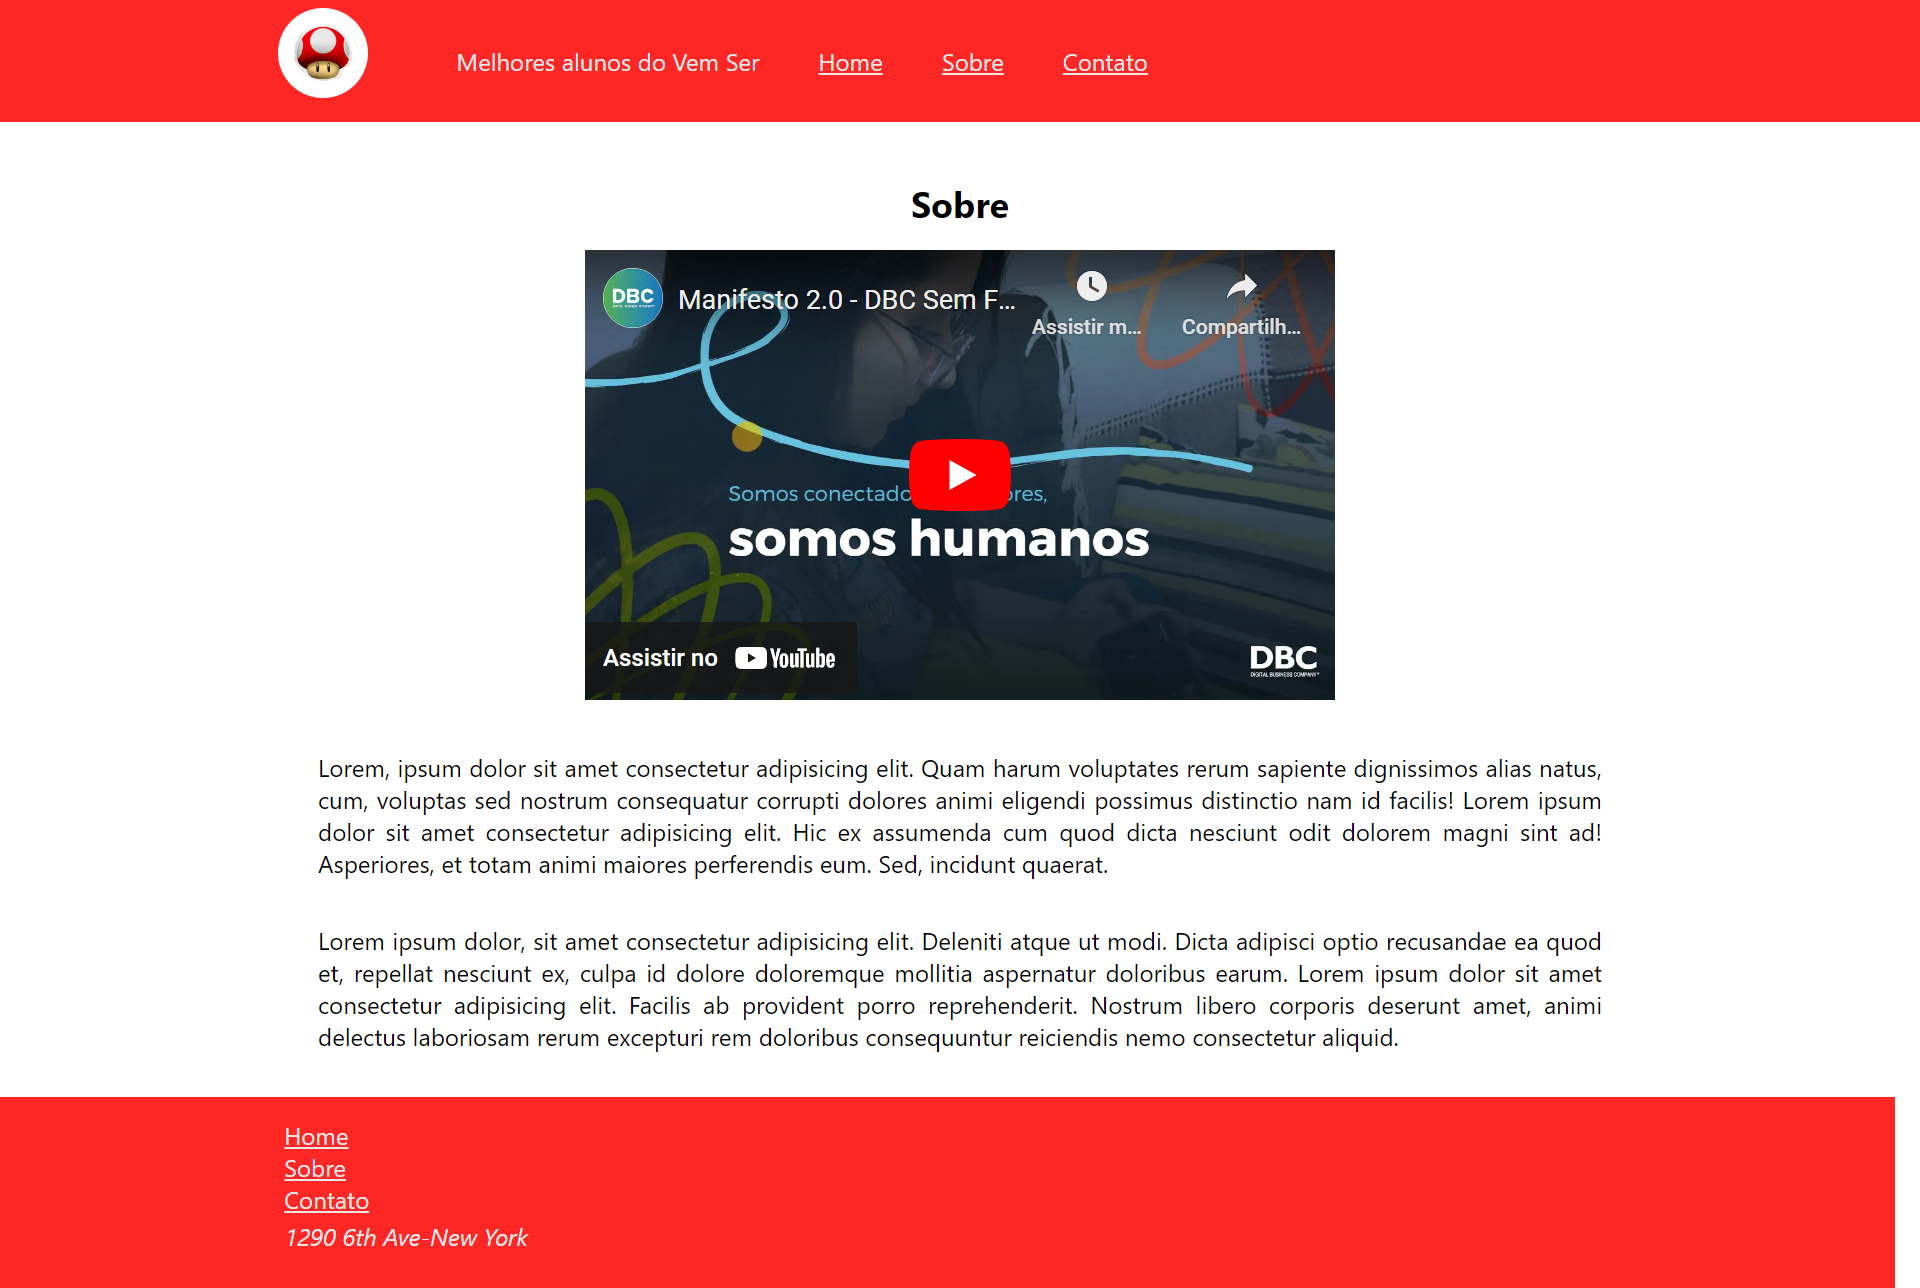 Melhores alunos do Vem Ser
Home
Sobre
Contato
Sobre
DBC
Manifesto 2.0 - DBC Sem F...
Assistir m...
Compartilh...
Somos conectado res,
somos humanos
Assistir no YouTube
DBC
DIGITAL BUSINESS COMPANY
Lorem, ipsum dolor sit amet consectetur adipisicing elit. Quam harum voluptates rerum sapiente dignissimos alias natus,
cum, voluptas sed nostrum consequatur corrupti dolores animi eligendi possimus distinctio nam id facilis! Lorem ipsum
dolor sit amet consectetur adipisicing elit. Hic ex assumenda cum quod dicta nesciunt odit dolorem magni sint ad!
Asperiores, et totam animi maiores perferendis eum. Sed, incidunt quaerat.
Lorem ipsum dolor, sit amet consectetur adipisicing elit. Deleniti atque ut modi. Dicta adipisci optio recusandae ea quod
et, repellat nesciunt ex, culpa id dolore doloremque mollitia aspernatur doloribus earum. Lorem ipsum dolor sit amet
consectetur adipisicing elit. Facilis ab provident porro reprehenderit. Nostrum libero corporis deserunt amet, animi
delectus laboriosam rerum excepturi rem doloribus consequuntur reiciendis nemo consectetur aliquid.
Home
Sobre
Contato
1290 6th Ave-New York